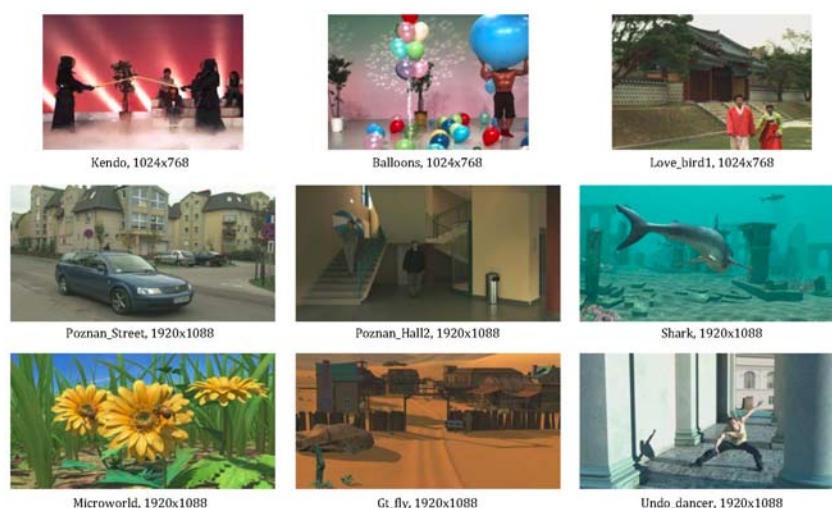 Kendo, 1024x768
Balloons, 1024x768
Love_bird1, 1024x768
Poznan_Street, 1920x1088
Poznan_Hall2, 1920x1088
Shark, 1920x1088
Microworld, 1920x1088
Gt_fly, 1920x1088
Undo_dancer, 1920x1088